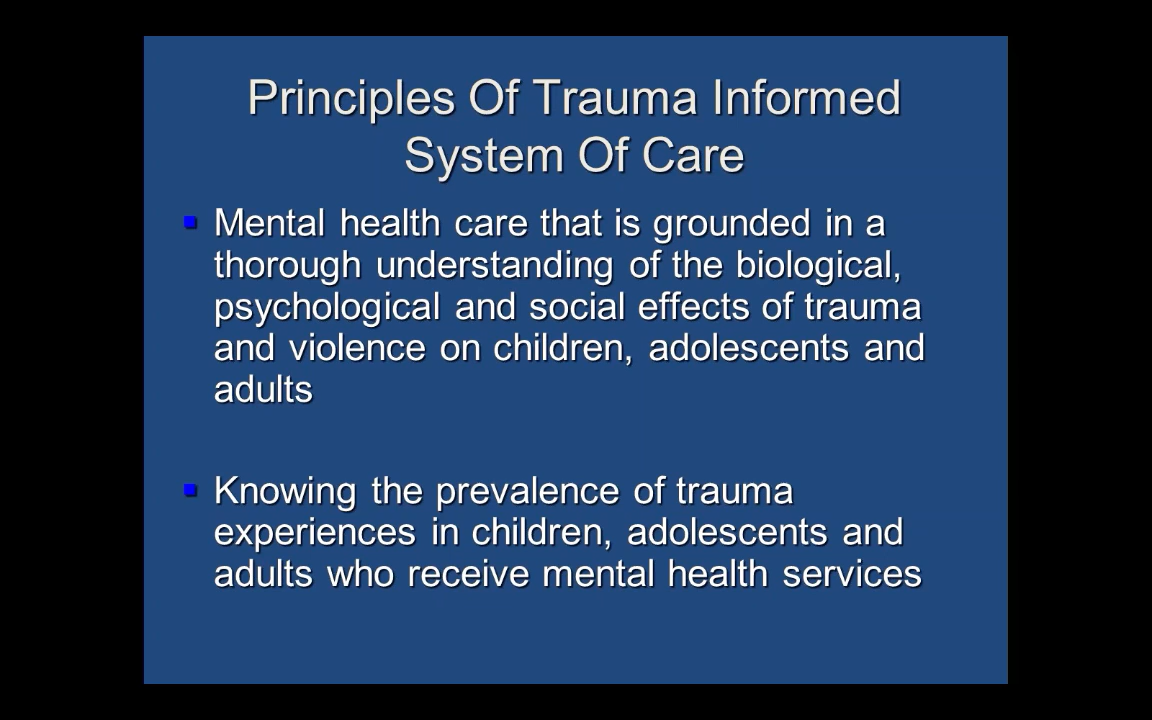 Principles Of Trauma Informed
System Of Care
Mental health care that is grounded in a
thorough understanding of the biological,
psychological and social effects of trauma
and violence on children, adolescents and
adults
Knowing the prevalence of trauma
experiences in children, adolescents and
adults who receive mental health services